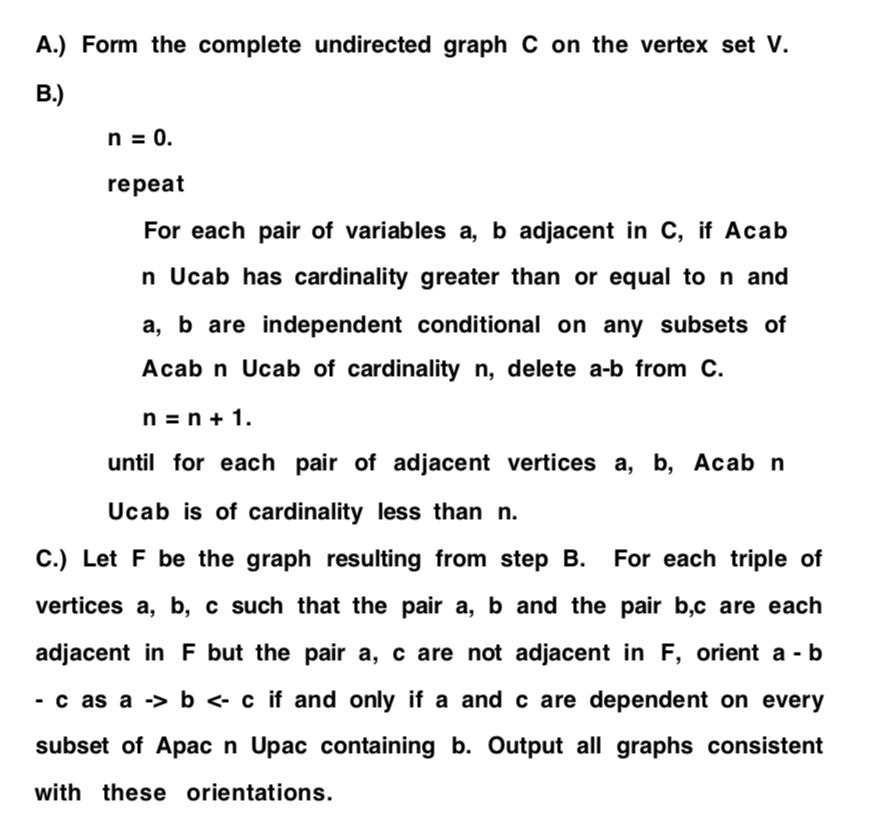 A.) Form the complete undirected graph C on the vertex set V.
B.)
n = 0.
repeat
For each pair of variables a, b adjacent in C, if Acab
n Ucab has cardinality greater than or equal to n and
a, b are independent conditional on any subsets of
Acab n Ucab of cardinality n, delete a-b from C.
n = n + 1.
until for each pair of adjacent vertices a, b, Acab n
Ucab is of cardinality less than n.
C.) Let F be the graph resulting from step B. For each triple of
vertices a, b, c such that the pair a, b and the pair b,c are each
adjacent in F but the pair a, c are not adjacent in F, orient a - b
- c as a -> b <- c if and only if a and c are dependent on every
subset of Apac n Upac containing b. Output all graphs consistent
with these orientations.